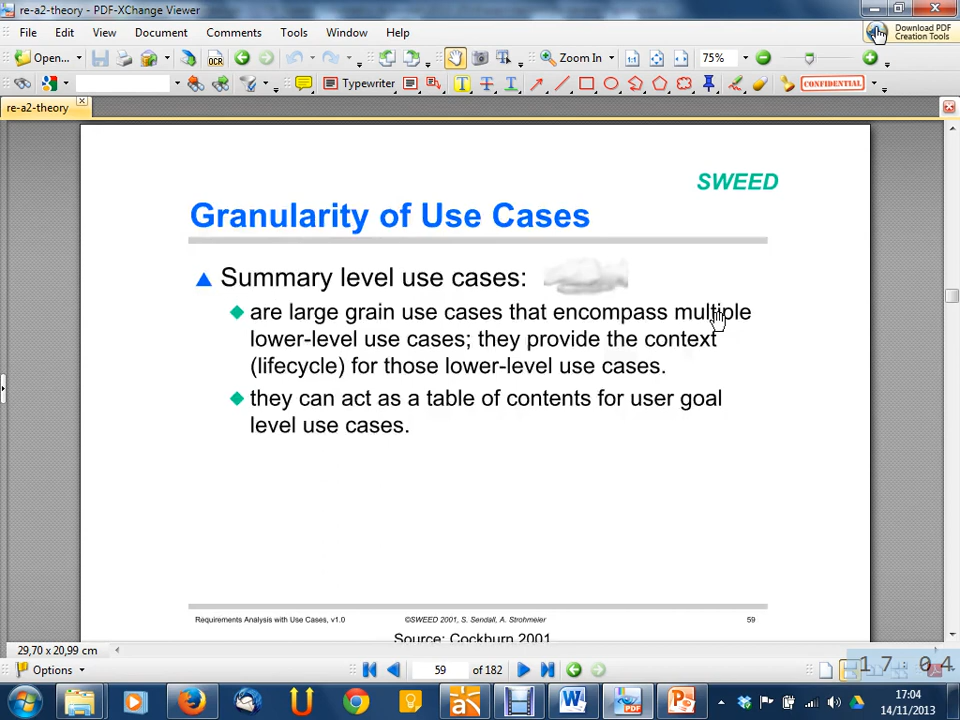 re-a2-theory - PDF-XChange Viewer
File Edit View Document Comments Tools Window Help
Download PDF
Creation Tools
Open...
OCR
Zoom In
75%
Typewriter
CONFIDENTIAL
re-a2-theory
SWEED
Granularity of Use Cases
Summary level use cases:
are large grain use cases that encompass multiple
lower-level use cases; they provide the context
(lifecycle) for those lower-level use cases.
they can act as a table of contents for user goal
level use cases.
Requirements Analysis with Use Cases, v1.0 ©SWEED 2001, S. Sendall, A. Strohmeier 59
Source: Cockburn 2001
29,70 x 20,99 cm
Options
59 of 182
17:04
17:04
14/11/2013